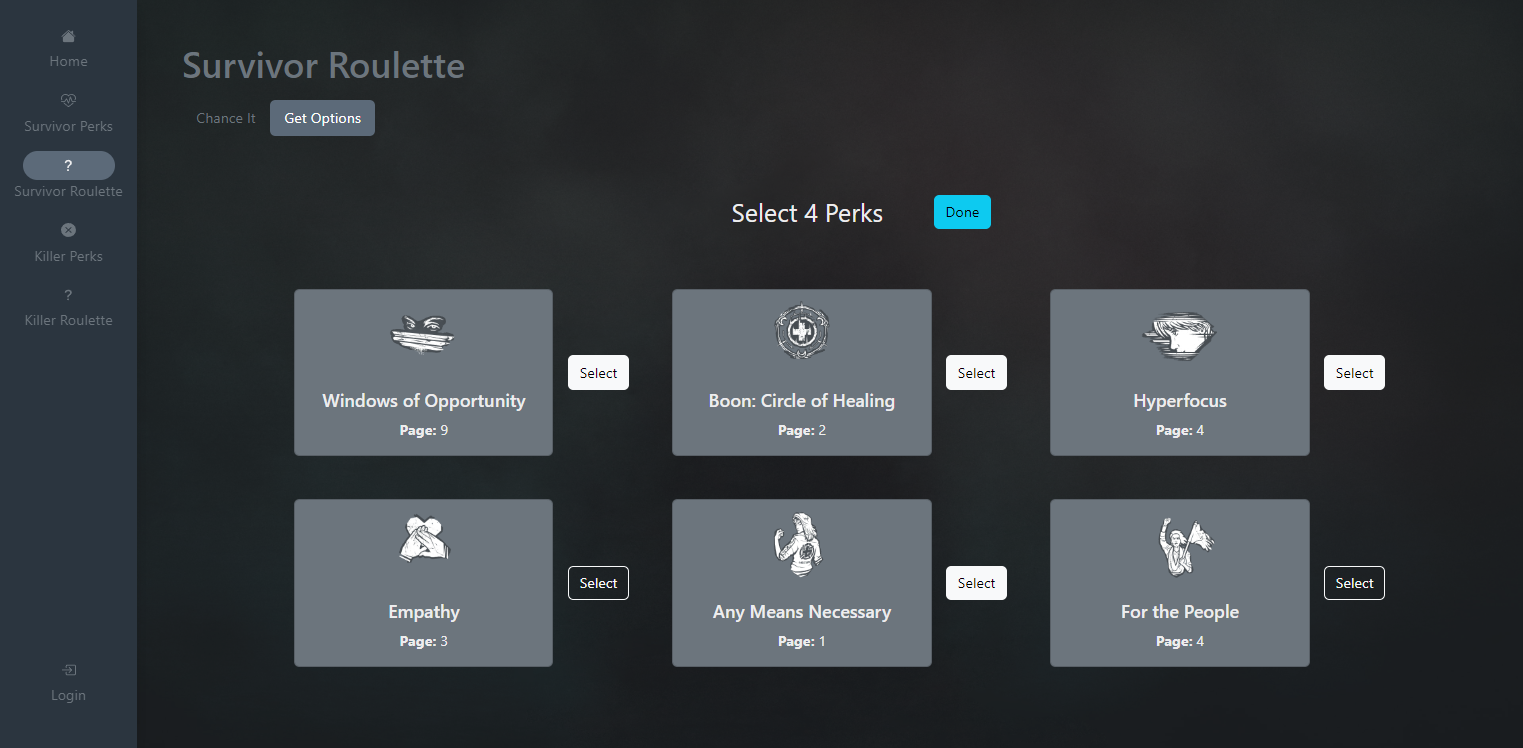 Home
Survivor Perks
?
Survivor Roulette
Killer Perks
?
Killer Roulette
Login
Survivor Roulette
Chance It
Get Options
Select 4 Perks
Done
Windows of Opportunity
Page: 9
Select
Boon: Circle of Healing
Page: 2
Select
Hyperfocus
Page: 4
Select
Empathy
Page: 3
Select
Any Means Necessary
Page: 1
Select
For the People
Page: 4
Select